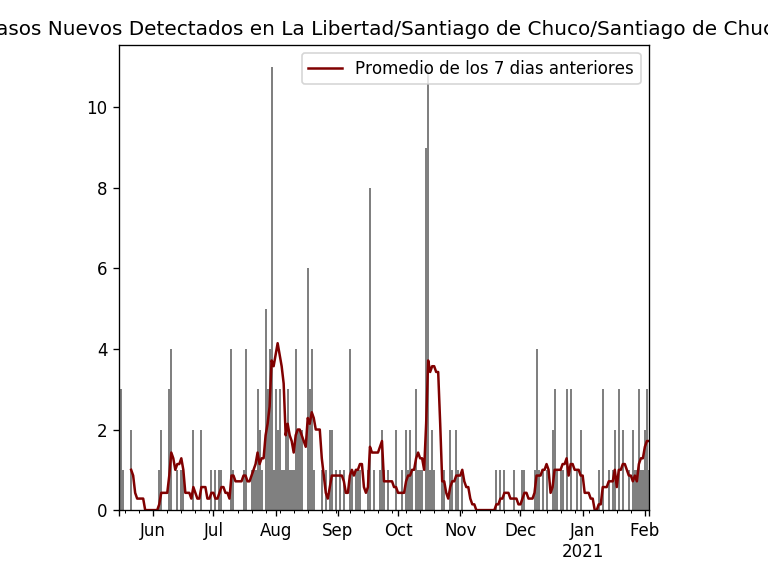 asos Nuevos Detectados en La Libertad/Santiago de Chuco/Santiago de Chuc
Promedio de los 7 dias anteriores
10
8
6
4
2
0
Jun Jul Aug Sep Oct Nov Dec Jan Feb
2021